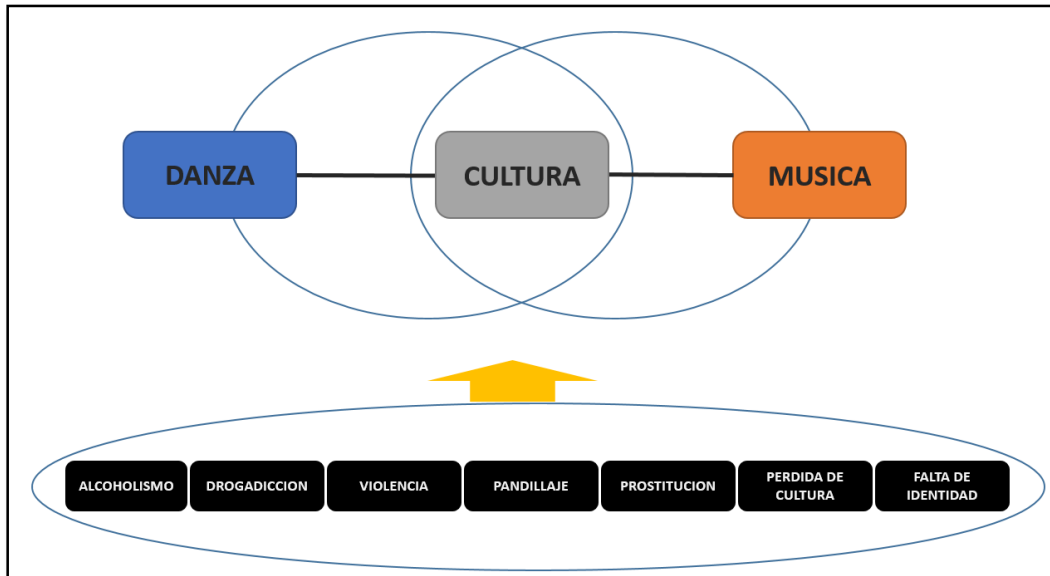 DANZA
CULTURA
MUSICA
ALCOHOLISMO
DROGADICCION
VIOLENCIA
PANDILLAJE
PROSTITUCION
PERDIDA DE
CULTURA
FALTA DE
IDENTIDAD